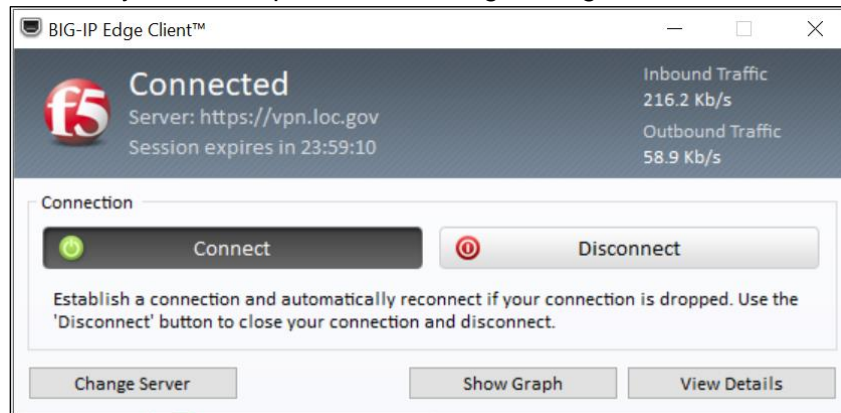 BIG-IP Edge Client™
f5
Connected
Server: https://vpn.loc.gov
Session expires in 23:59:10
Inbound Traffic
216.2 Kb/s
Outbound Traffic
58.9 Kb/s
Connection
Connect
Disconnect
Establish a connection and automatically reconnect if your connection is dropped. Use the
'Disconnect' button to close your connection and disconnect.
Change Server
Show Graph
View Details